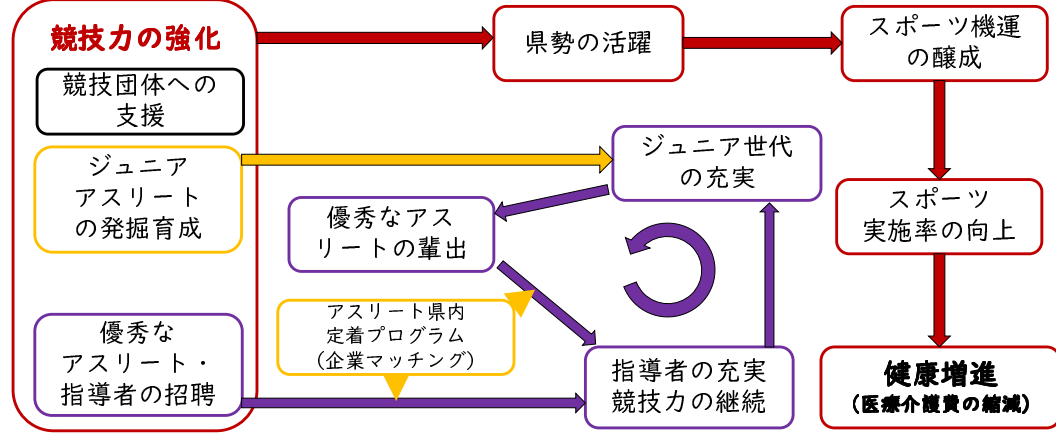 競技力の強化
競技団体への
支援
ジュニア
アスリート
の発掘育成
優秀な
アスリート・
指導者の招聘
県勢の活躍
スポーツ機運
の醸成
ジュニア世代
の充実
優秀なアス
リートの輩出
アスリート県内
定着プログラム
(企業マッチング)
指導者の充実
競技力の継続
スポーツ
実施率の向上
健康増進
(医療介護費の縮減)